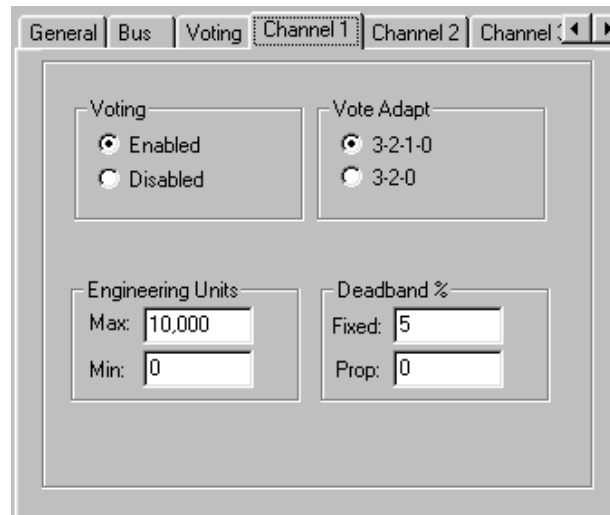 General Bus Voting Channel 1 Channel 2 Channel
Voting
Enabled
Disabled
Vote Adapt
3-2-1-0
3-2-0
Engineering Units
Max: 10,000
Min: 0
Deadband %
Fixed: 5
Prop: 0